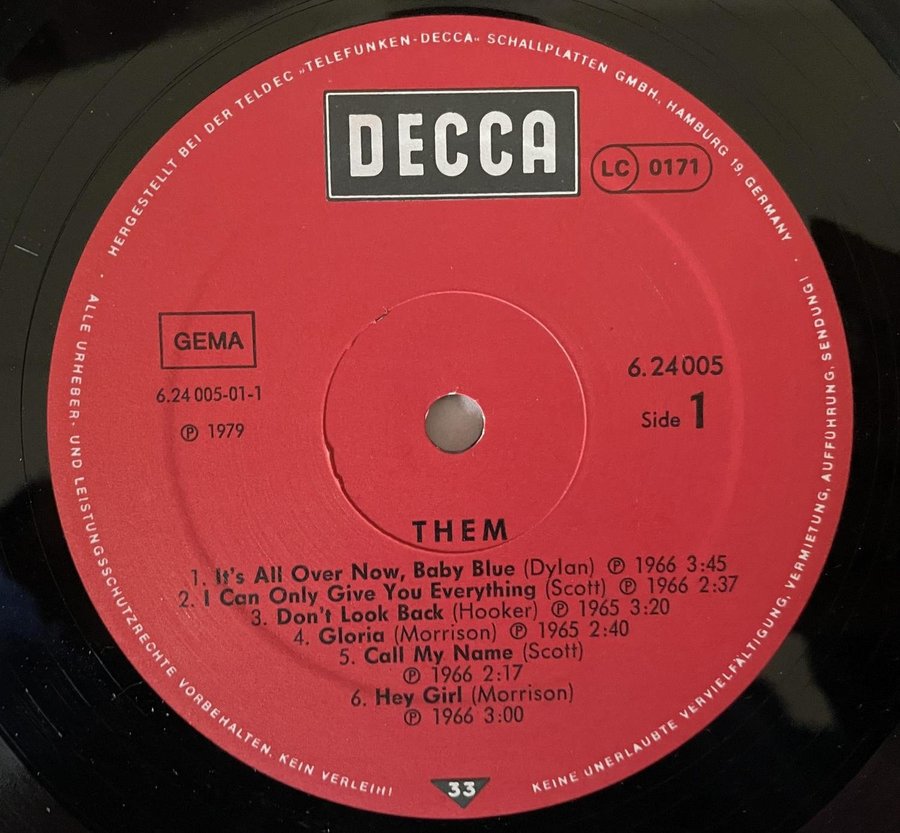 HERGESTELLT BEI DER TELDEC »TELEFUNKEN-DECCA« SCHALLPLATTEN GMBH., HAMBURG 19, GERMANY
DECCA
LC 0171
GEMA
6.24005-01-1
℗ 1979
6.24005
Side 1
THEM
1. It's All Over Now, Baby Blue (Dylan) ℗ 1966 3:45
2. I Can Only Give You Everything (Scott) ℗ 1966 2:37
3. Don't Look Back (Hooker) ℗ 1965 3:20
4. Gloria (Morrison) ℗ 1965 2:40
5. Call My Name (Scott)
℗ 1966 2:17
6. Hey Girl (Morrison)
℗ 1966 3:00
ALLE URHEBER- UND LEISTUNGSSCHUTZRECHTE VORBEHALTEN. KEIN VERLEIH!
33
KEINE UNERLAUBTE VERVIELFÄLTIGUNG, VERMIETUNG, AUFFÜHRUNG, SENDUNG!